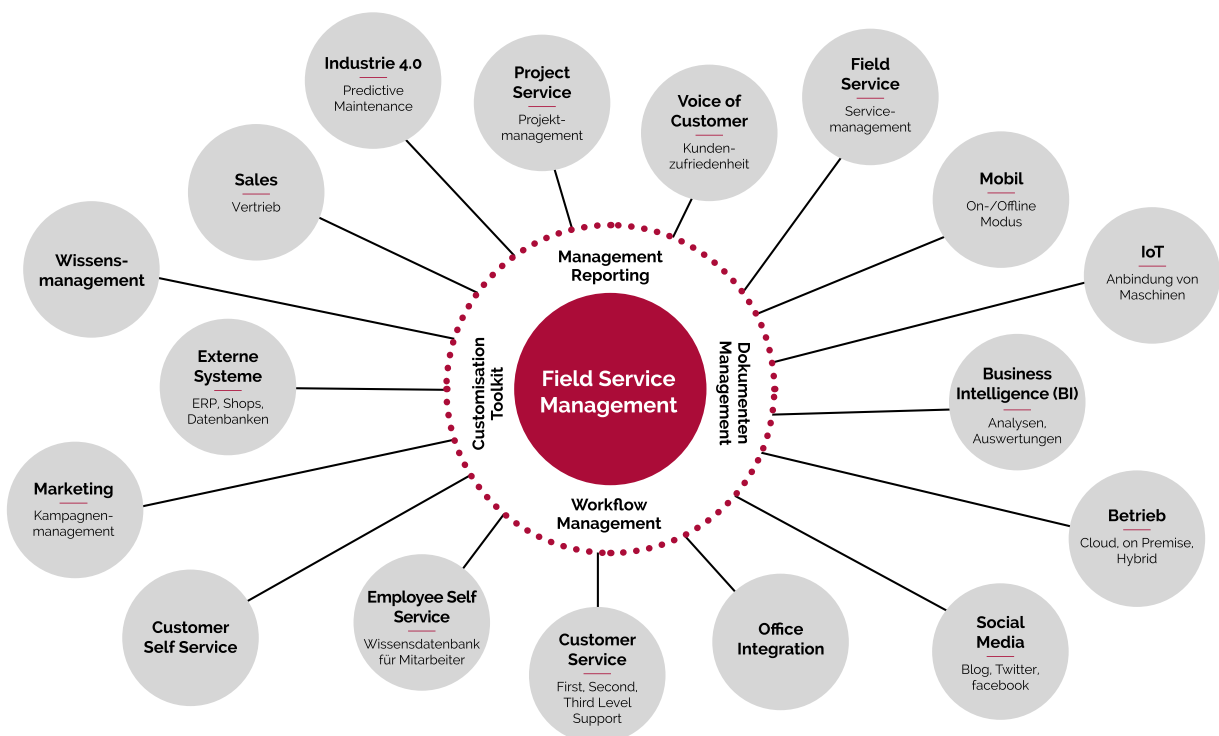 Industrie 4.0
Predictive
Maintenance
Project
Service
Projekt-
management
Voice of
Customer
Kunden-
zufriedenheit
Field
Service
Service-
management
Sales
Vertrieb
Mobil
On-/Offline
Modus
Wissens-
management
IoT
Anbindung von
Maschinen
Management
Reporting
Externe
Systeme
ERP, Shops,
Datenbanken
Customisation
Toolkit
Field Service
Management
Dokumenten
Management
Business
Intelligence (BI)
Analysen,
Auswertungen
Workflow
Management
Marketing
Kampagnen-
management
Betrieb
Cloud, on Premise,
Hybrid
Customer
Self Service
Employee Self
Service
Wissensdatenbank
für Mitarbeiter
Customer
Service
First, Second,
Third Level
Support
Office
Integration
Social
Media
Blog, Twitter,
facebook